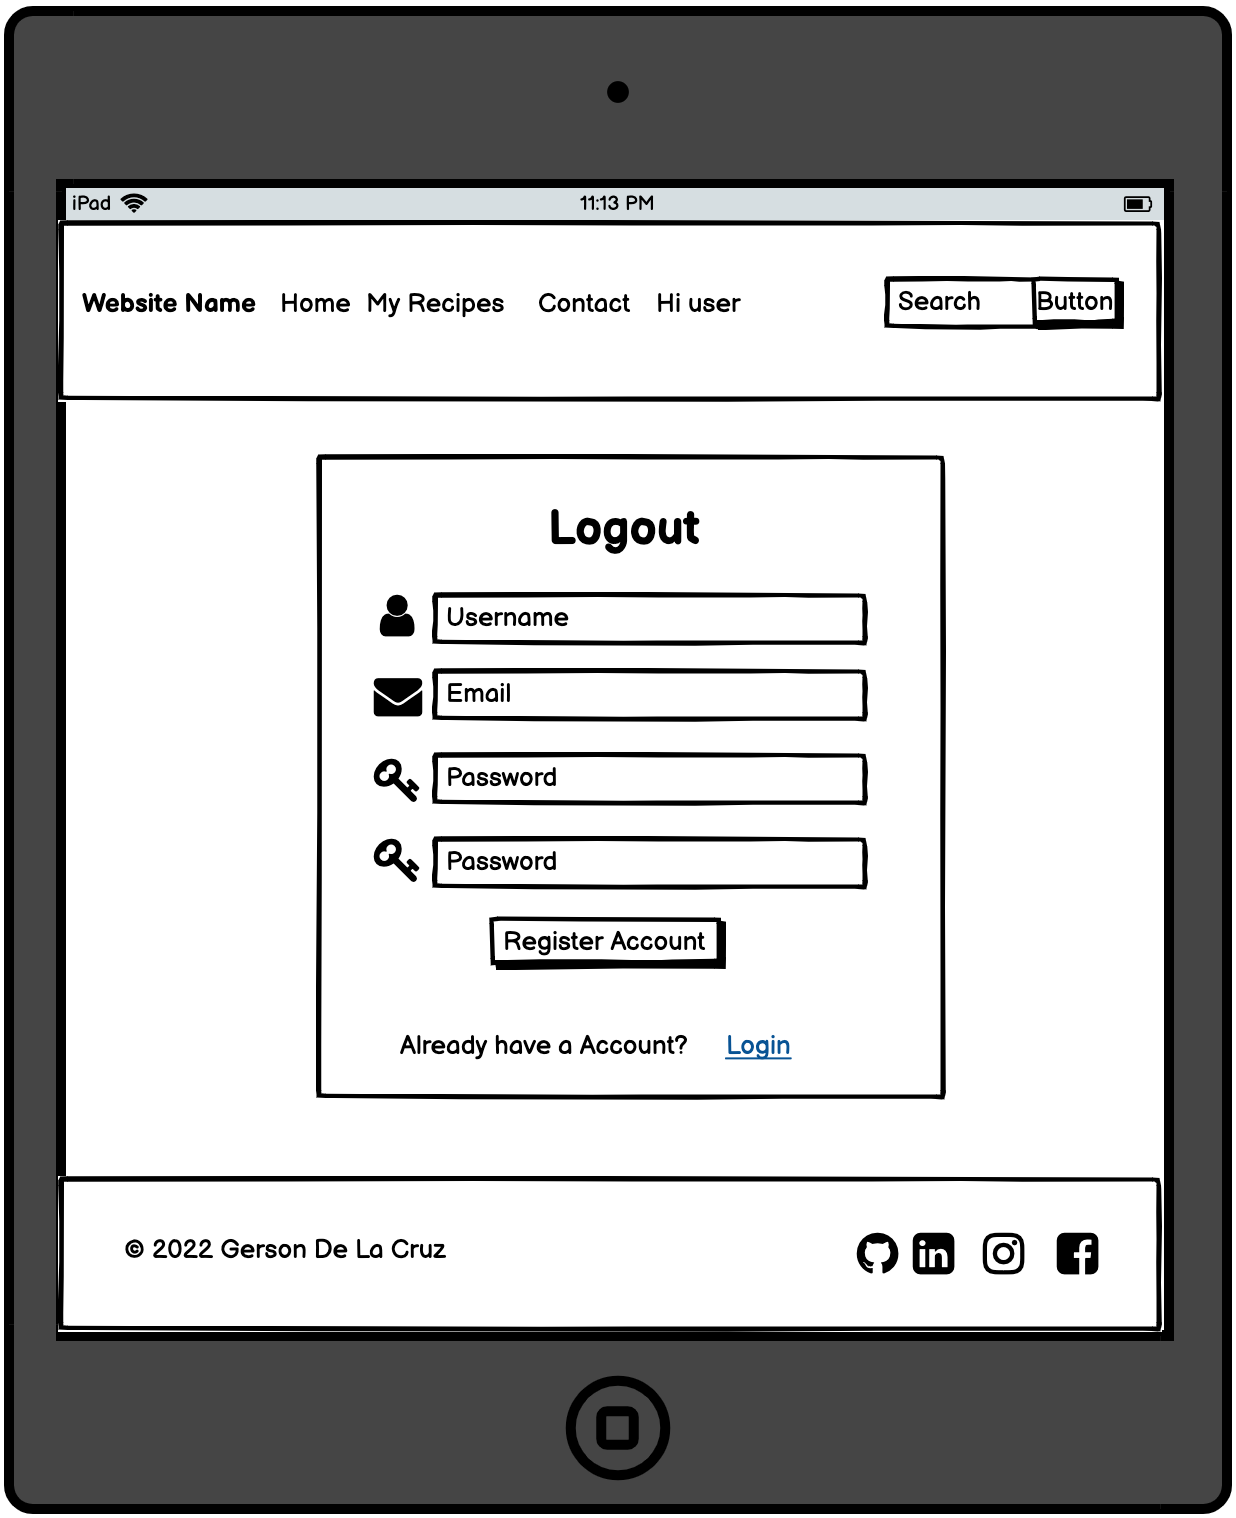 iPad 11:13 PM
Website Name Home My Recipes Contact Hi user Search Button
Logout
Username
Email
Password
Password
Register Account
Already have a Account? Login
© 2022 Gerson De La Cruz